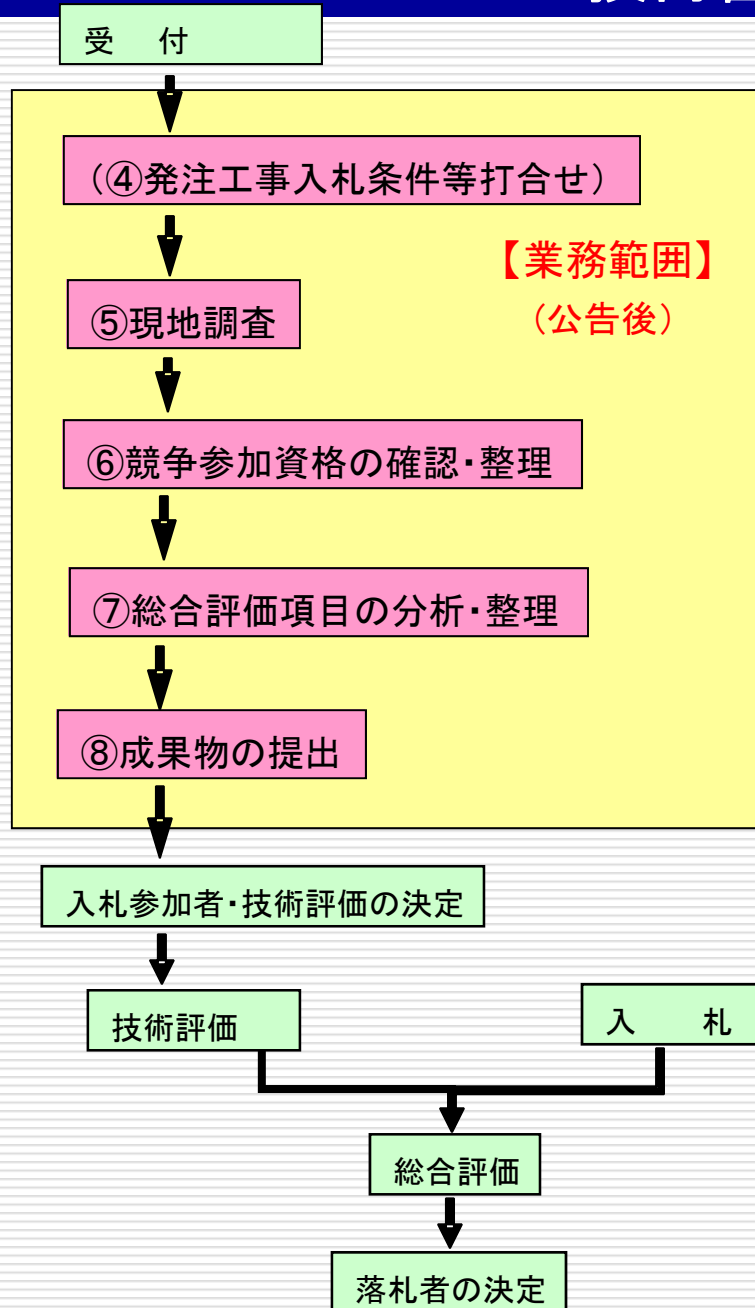 受 付
（④発注工事入札条件等打合せ）
【業務範囲】
（公告後）
⑤現地調査
⑥競争参加資格の確認・整理
⑦総合評価項目の分析・整理
⑧成果物の提出
入札参加者・技術評価の決定
技術評価
入 札
総合評価
落札者の決定